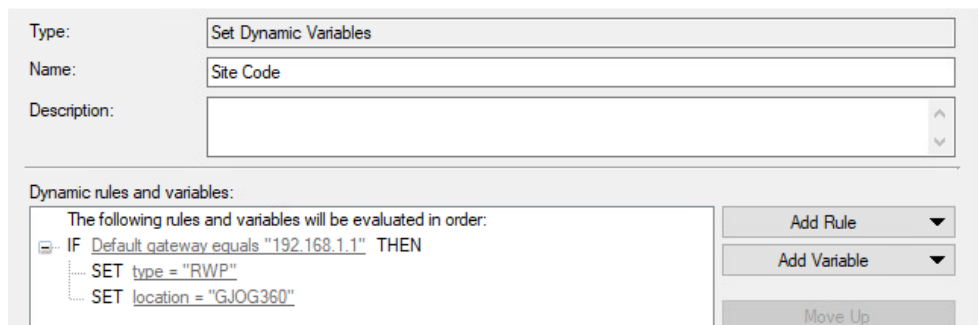 Type: Set Dynamic Variables
Name: Site Code
Description:
Dynamic rules and variables:
The following rules and variables will be evaluated in order:
Add Rule
IF Default gateway equals "192.168.1.1" THEN
Add Variable
SET type = "RWP"
SET location = "GJOG360"
Move Up